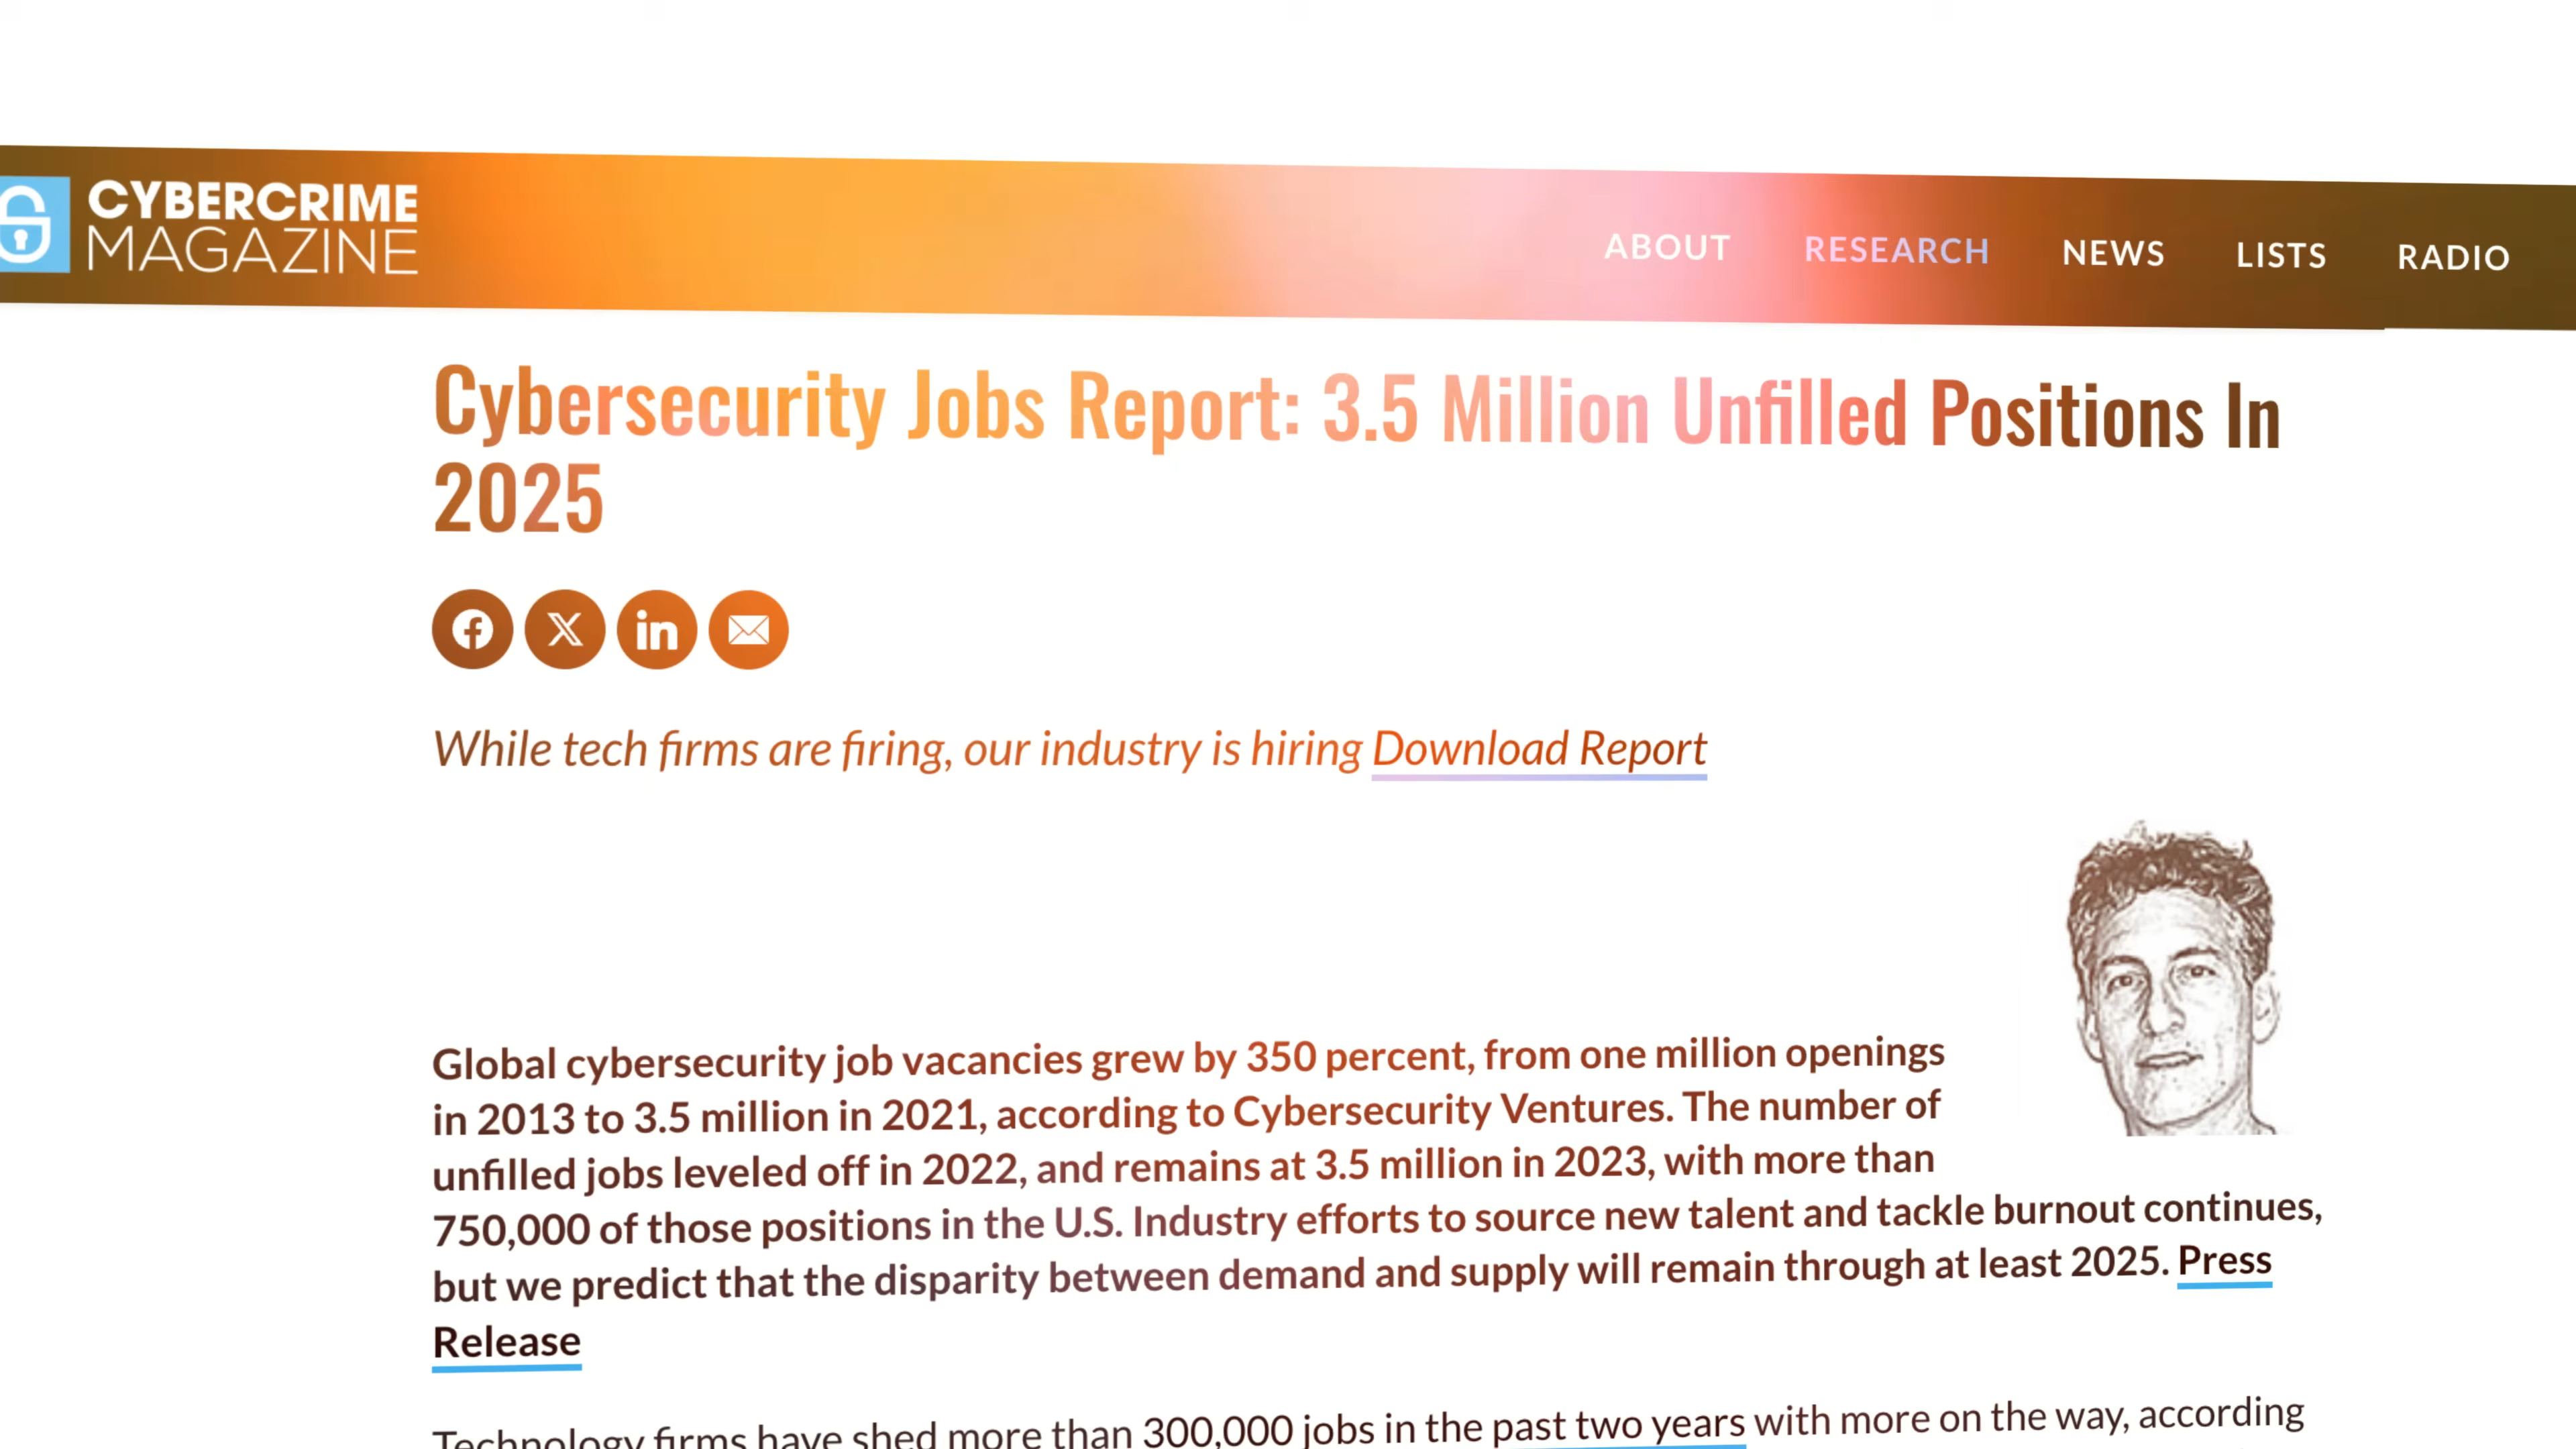 CYBERCRIME
MAGAZINE
ABOUT RESEARCH NEWS LISTS RADIO
Cybersecurity Jobs Report: 3.5 Million Unfilled Positions In
2025
While tech firms are firing, our industry is hiring Download Report
Global cybersecurity job vacancies grew by 350 percent, from one million openings
in 2013 to 3.5 million in 2021, according to Cybersecurity Ventures. The number of
unfilled jobs leveled off in 2022, and remains at 3.5 million in 2023, with more than
750,000 of those positions in the U.S. Industry efforts to source new talent and tackle burnout continues,
but we predict that the disparity between demand and supply will remain through at least 2025. Press
Release
Technology firms have shed more than 300,000 jobs in the past two years with more on the way, according